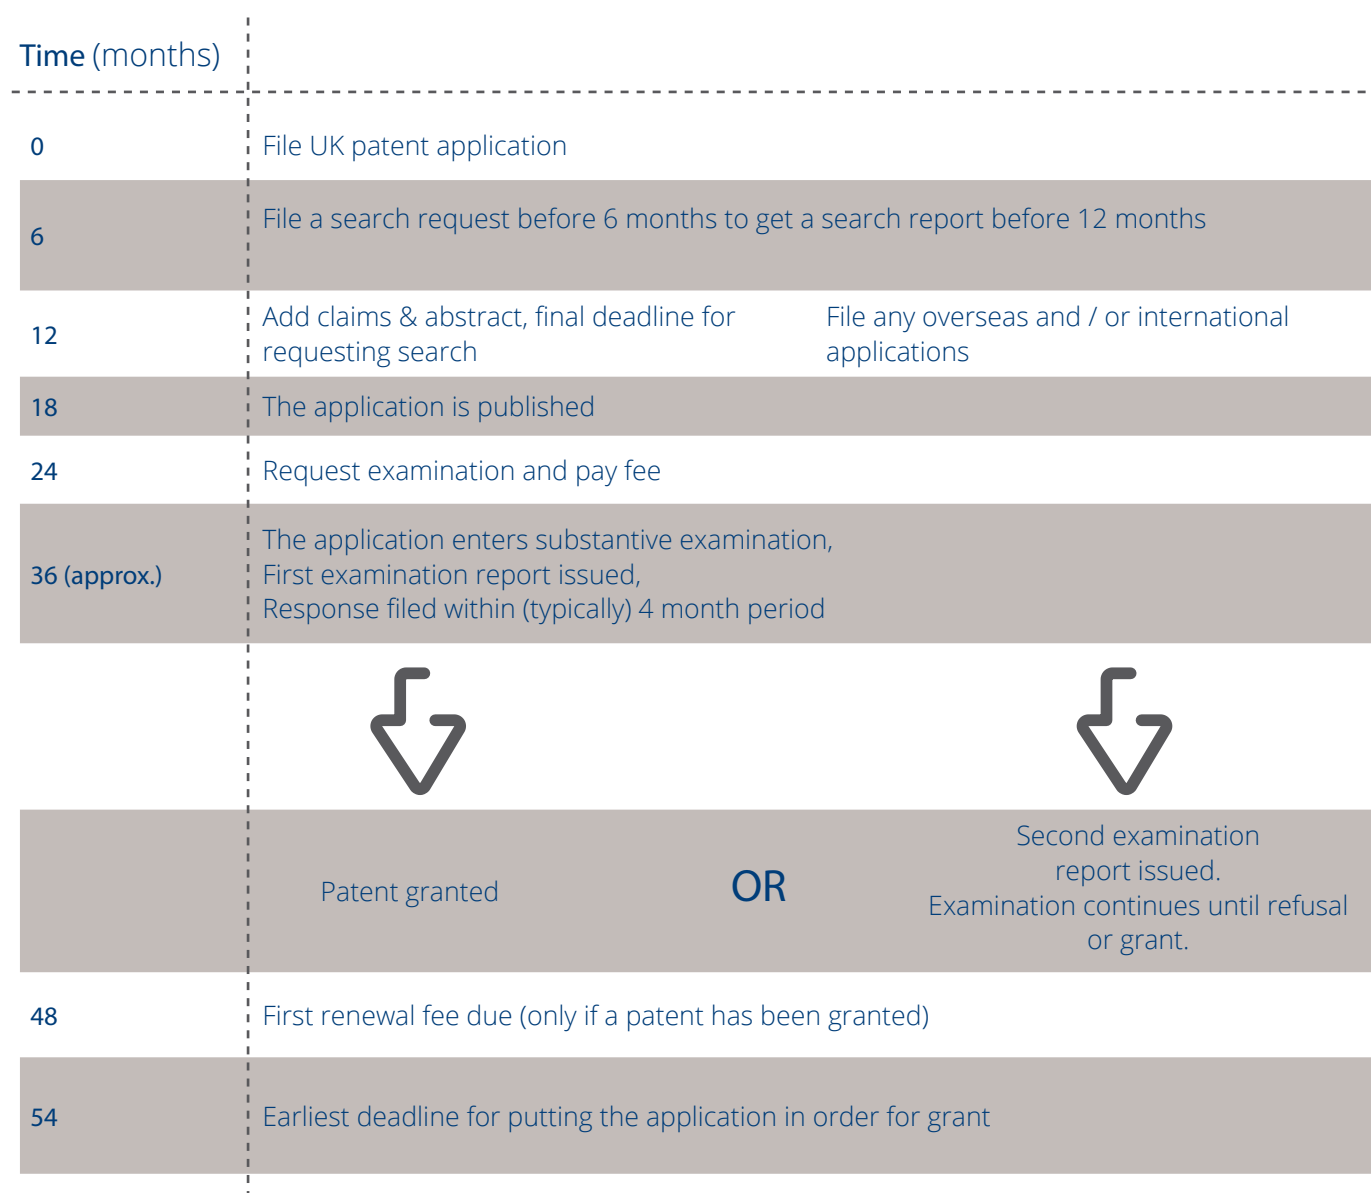 Time (months)
0
File UK patent application
6
File a search request before 6 months to get a search report before 12 months
12
Add claims & abstract, final deadline for
requesting search
File any overseas and / or international
applications
18
The application is published
24
Request examination and pay fee
36 (approx.)
The application enters substantive examination,
First examination report issued,
Response filed within (typically) 4 month period
Patent granted
OR
Second examination
report issued.
Examination continues until refusal
or grant.
48
First renewal fee due (only if a patent has been granted)
54
Earliest deadline for putting the application in order for grant